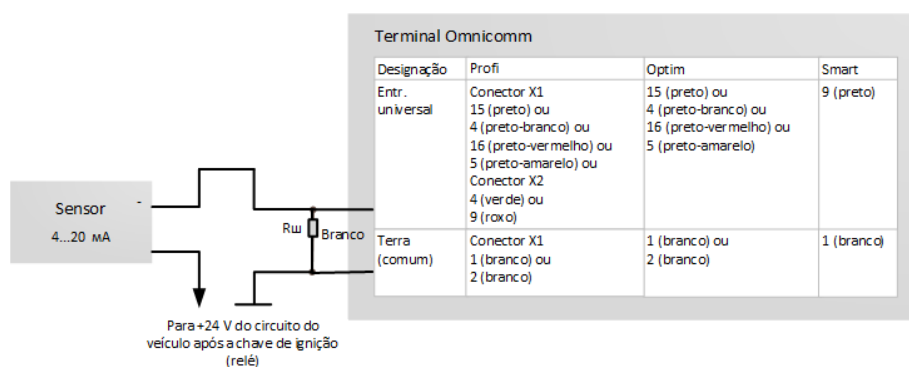 Terminal Omnicomm
Designação Profi Optim Smart
Entr.
universal
Conector X1
15 (preto) ou
4 (preto-branco) ou
16 (preto-vermelho) ou
5 (preto-amarelo) ou
Conector X2
4 (verde) ou
9 (roxo)
15 (preto) ou
4 (preto-branco) ou
16 (preto-vermelho) ou
5 (preto-amarelo)
9 (preto)
Terra
(comum)
Conector X1
1 (branco) ou
2 (branco)
1 (branco) ou
2 (branco)
1 (branco)
Sensor
-
4...20 мА
Rш
Branco
Para +24 V do circuito do
veículo após a chave de ignição
(relé)